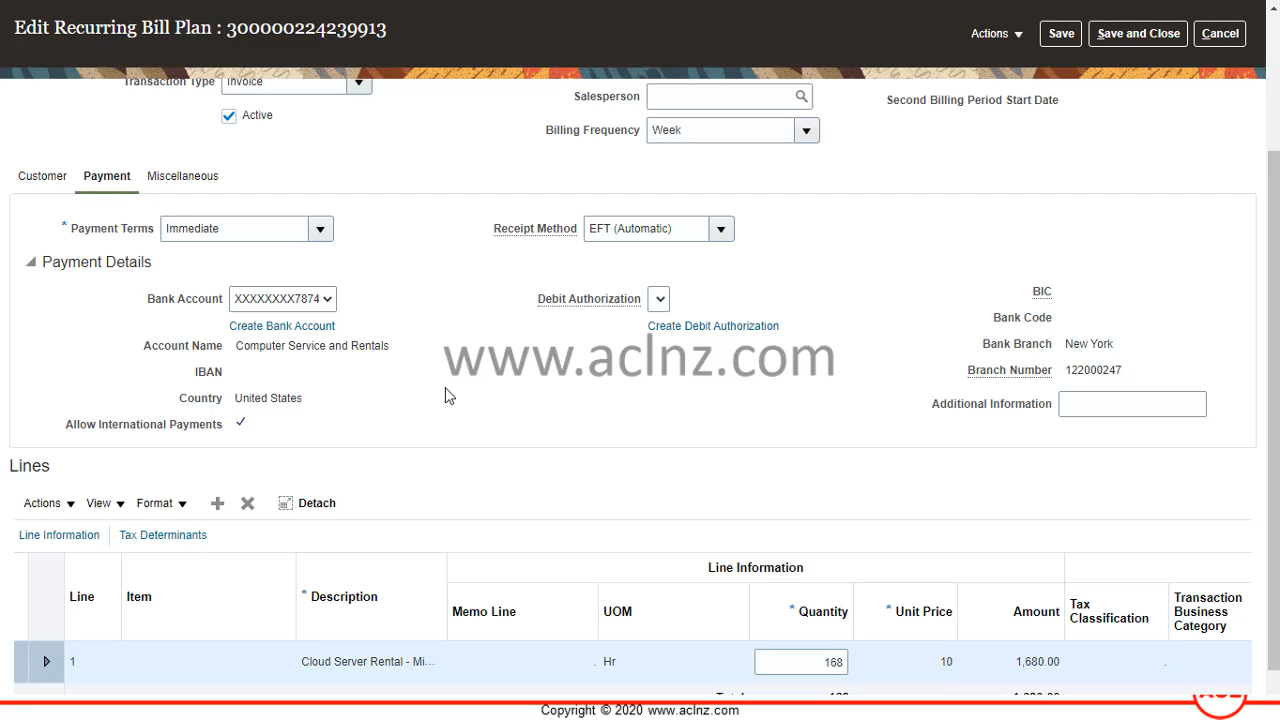 Edit Recurring Bill Plan : 300000224239913
Actions Save Save and Close Cancel
Transaction Type Invoice
Salesperson
Second Billing Period Start Date
Active
Billing Frequency Week
Customer Payment Miscellaneous
* Payment Terms Immediate
Receipt Method EFT (Automatic)
Payment Details
Bank Account XXXXXXXX7874
Debit Authorization
BIC
Create Bank Account
Create Debit Authorization
Bank Code
Account Name Computer Service and Rentals
Bank Branch New York
www.aclnz.com
IBAN
Branch Number 122000247
Country United States
Additional Information
Allow International Payments
Lines
Actions View Format Detach
Line Information Tax Determinants
Line Information
Line Item * Description Memo Line UOM * Quantity * Unit Price Amount
Tax
Classification
Transaction
Business
Category
1 Cloud Server Rental - Mi... . Hr 168 10 1,680.00 .
Total 168 1,680.00
ACL
Copyright © 2020 www.aclnz.com